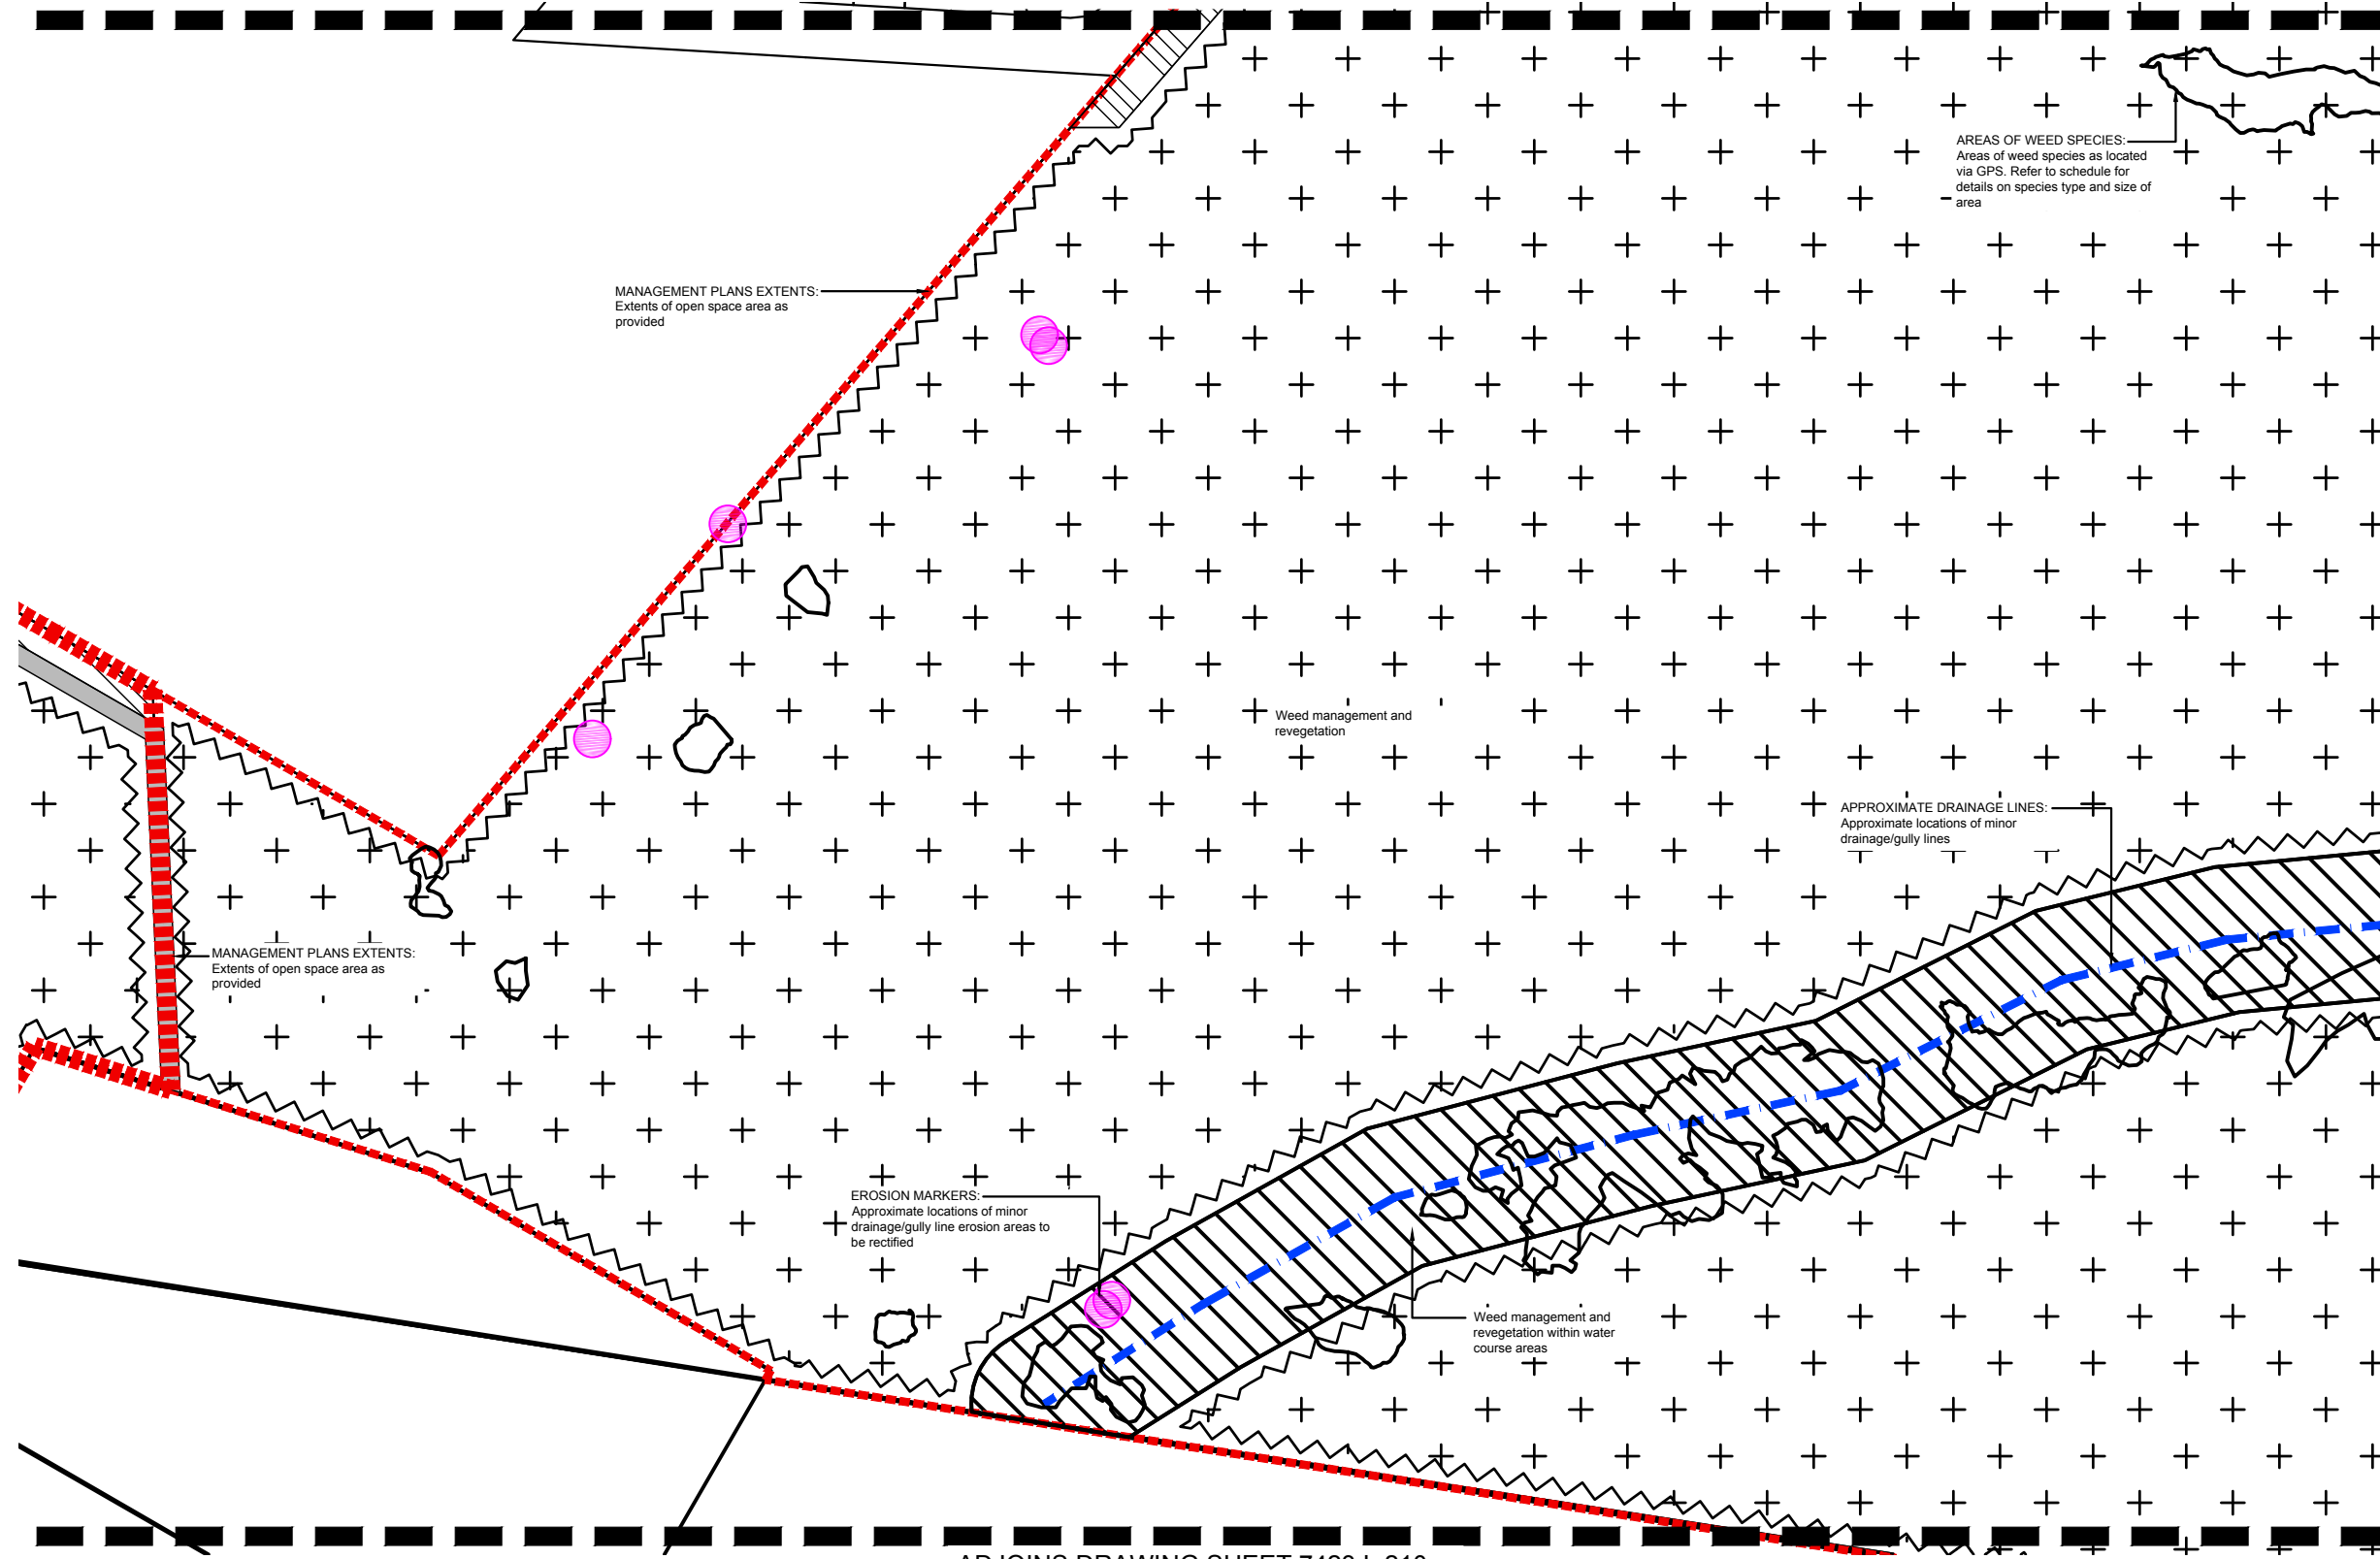 AREAS OF WEED SPECIES:
Areas of weed species as located
via GPS. Refer to schedule for
details on species type and size of
area
MANAGEMENT PLANS EXTENTS:
Extents of open space area as
provided
Weed management and
revegetation
APPROXIMATE DRAINAGE LINES:
Approximate locations of minor
drainage/gully lines
MANAGEMENT PLANS EXTENTS:
Extents of open space area as
provided
EROSION MARKERS:
Approximate locations of minor
drainage/gully line erosion areas to
be rectified
Weed management and
revegetation within water
course areas
ADJOINS DRAWING SHEET